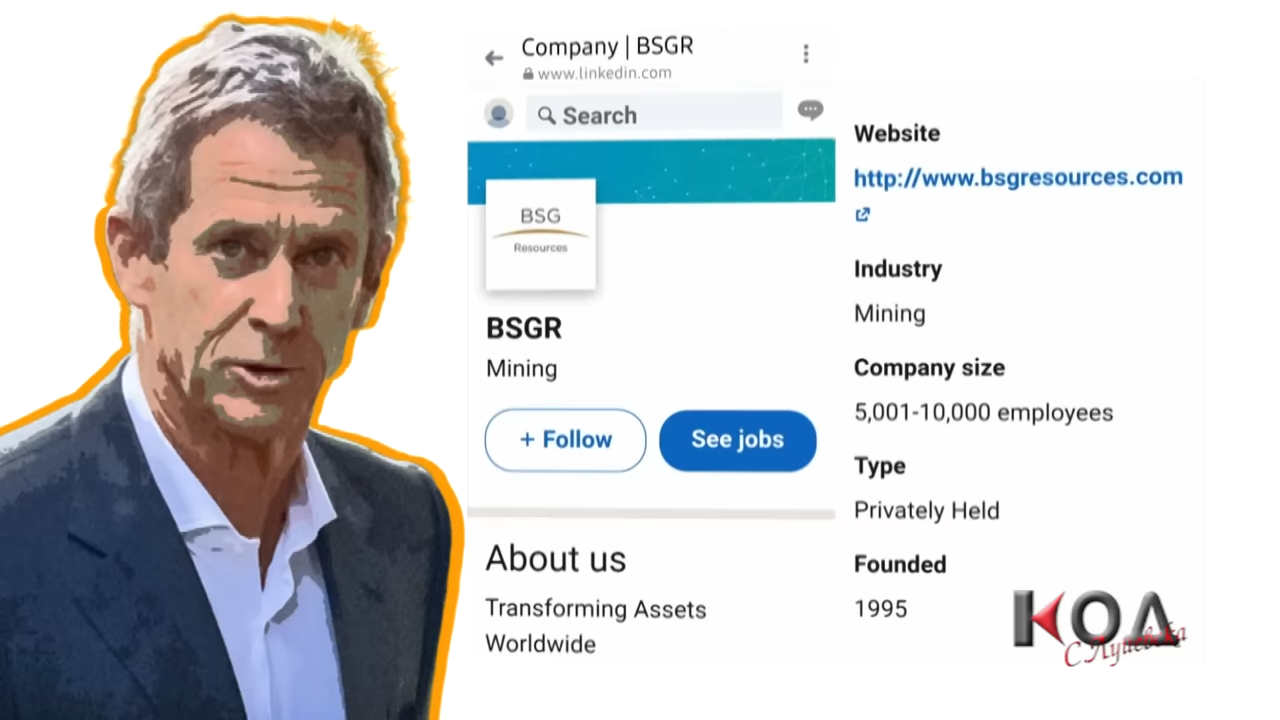 Company | BSGR
www.linkedin.com
Search
BSG
Resources
BSGR
Mining
+ Follow
See jobs
About us
Transforming Assets
Worldwide
Website
http://www.bsgresources.com
Industry
Mining
Company size
5,001-10,000 employees
Type
Privately Held
Founded
1995
КОД
С Лупевска